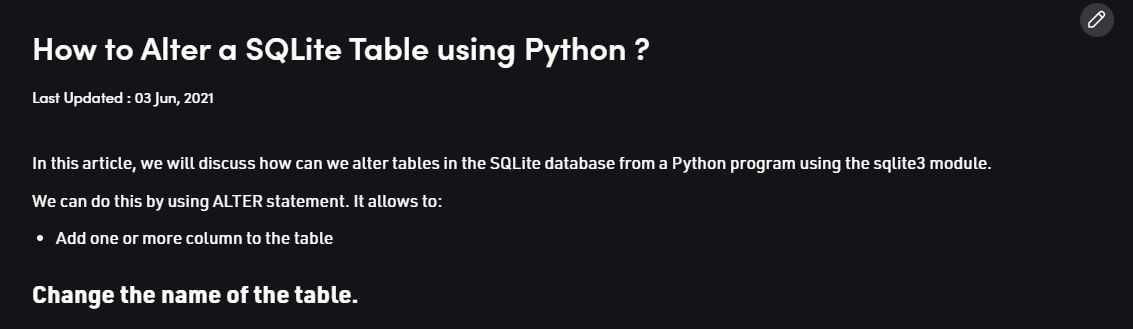 How to Alter a SQLite Table using Python ?
Last Updated : 03 Jun, 2021
In this article, we will discuss how can we alter tables in the SQLite database from a Python program using the sqlite3 module.
We can do this by using ALTER statement. It allows to:
• Add one or more column to the table
Change the name of the table.